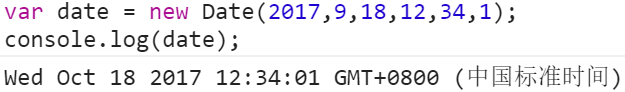 var date = new Date(2017,9,18,12,34,1);
console.log(date);
Wed Oct 18 2017 12:34:01 GMT+0800 (中国标准时间)